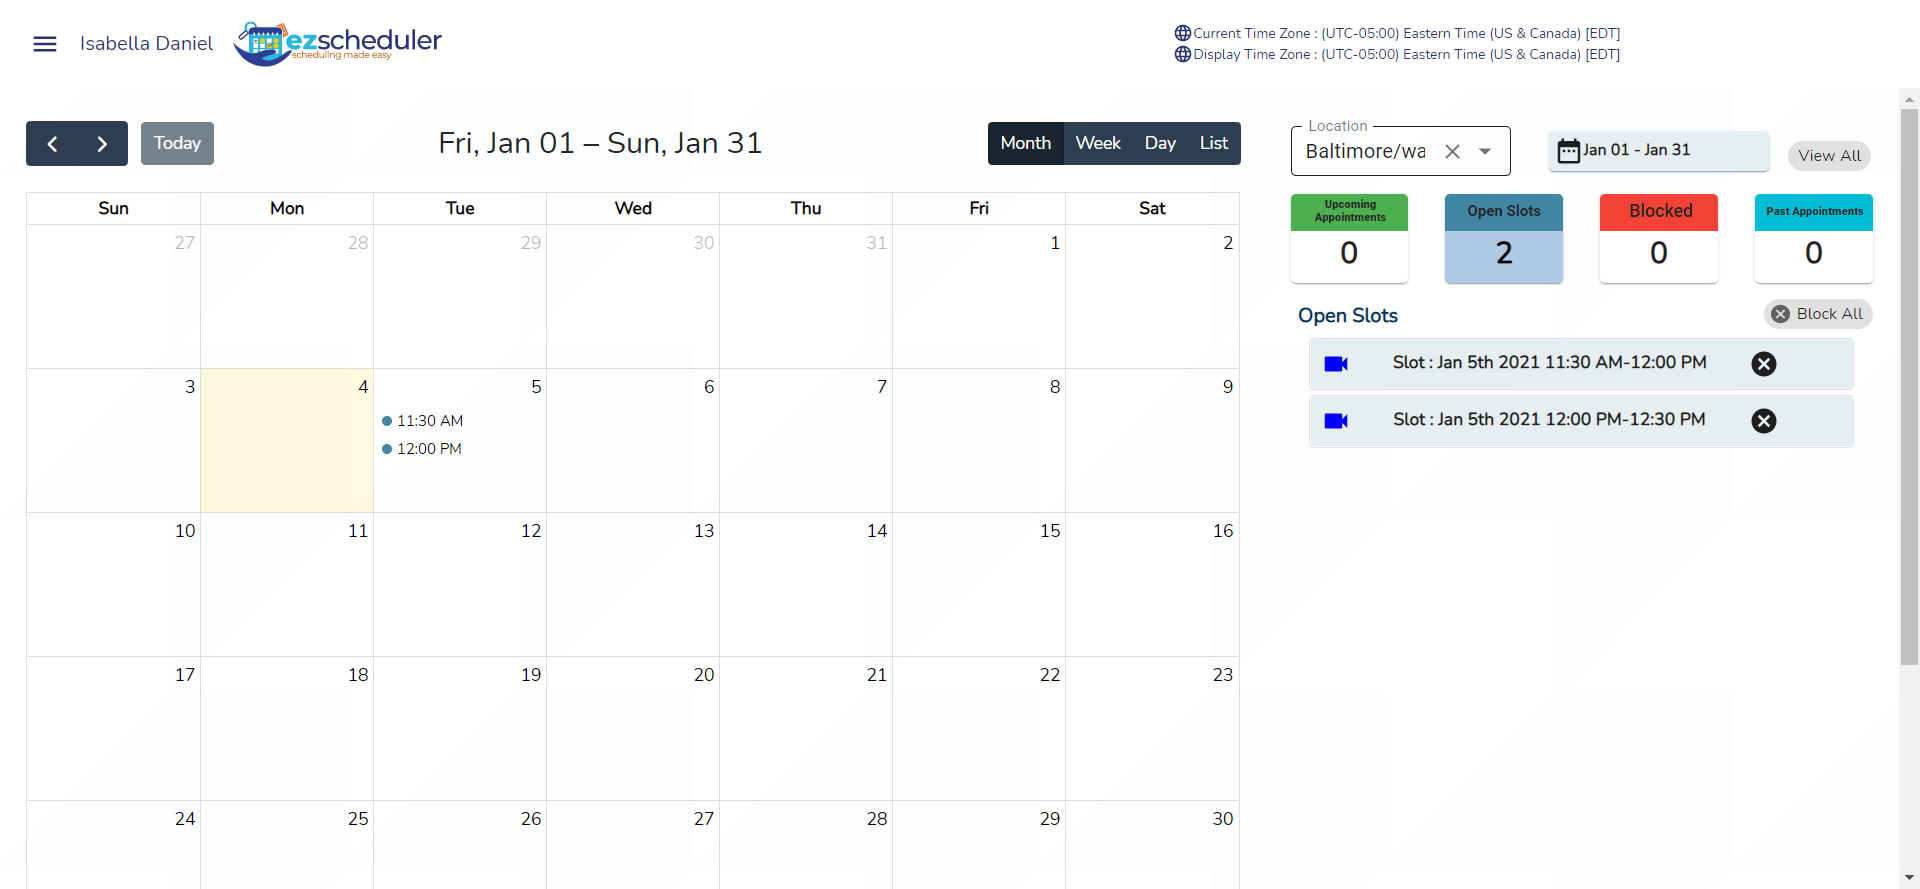 Isabella Daniel
ezscheduler
scheduling made easy
Current Time Zone : (UTC-05:00) Eastern Time (US & Canada) [EDT]
Display Time Zone : (UTC-05:00) Eastern Time (US & Canada) [EDT]
Today
Fri, Jan 01 – Sun, Jan 31
Month Week Day List
Sun Mon Tue Wed Thu Fri Sat
27 28 29 30 31 1 2
3 4 5 6 7 8 9
11:30 AM
12:00 PM
10 11 12 13 14 15 16
17 18 19 20 21 22 23
24 25 26 27 28 29 30
Location
Baltimore/wa
Jan 01 - Jan 31
View All
Upcoming
Appointments
0
Open Slots
2
Blocked
0
Past Appointments
0
Open Slots
Block All
Slot : Jan 5th 2021 11:30 AM-12:00 PM
Slot : Jan 5th 2021 12:00 PM-12:30 PM